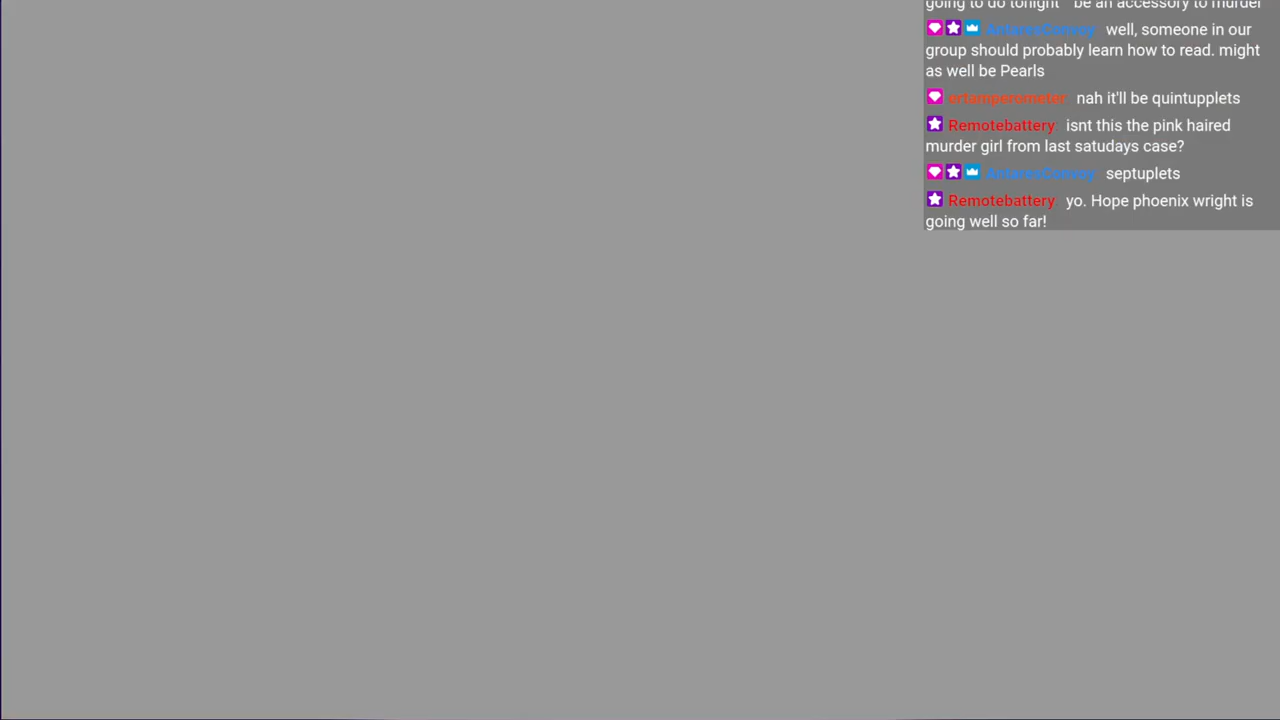 going to do tonight" "be an accessory to murder"
AntaresConvoy: well, someone in our
group should probably learn how to read. might
as well be Pearls
nah it'll be quintupplets
Remotebattery: isnt this the pink haired
murder girl from last satudays case?
AntaresConvoy: septuplets
Remotebattery: yo. Hope phoenix wright is
going well so far!